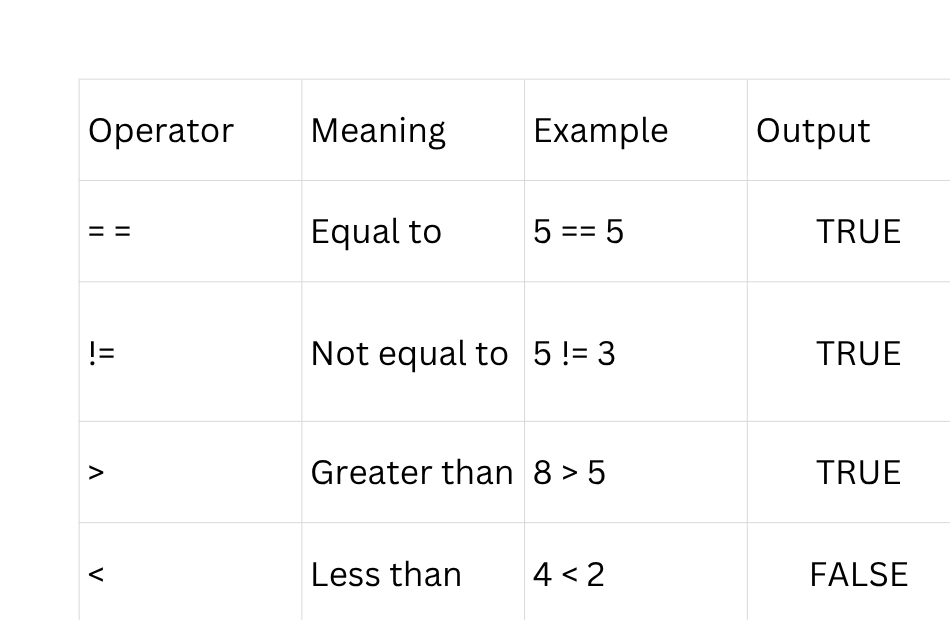 Operator Meaning Example Output
= = Equal to 5 == 5 TRUE
!= Not equal to 5 != 3 TRUE
> Greater than 8 > 5 TRUE
< Less than 4 < 2 FALSE